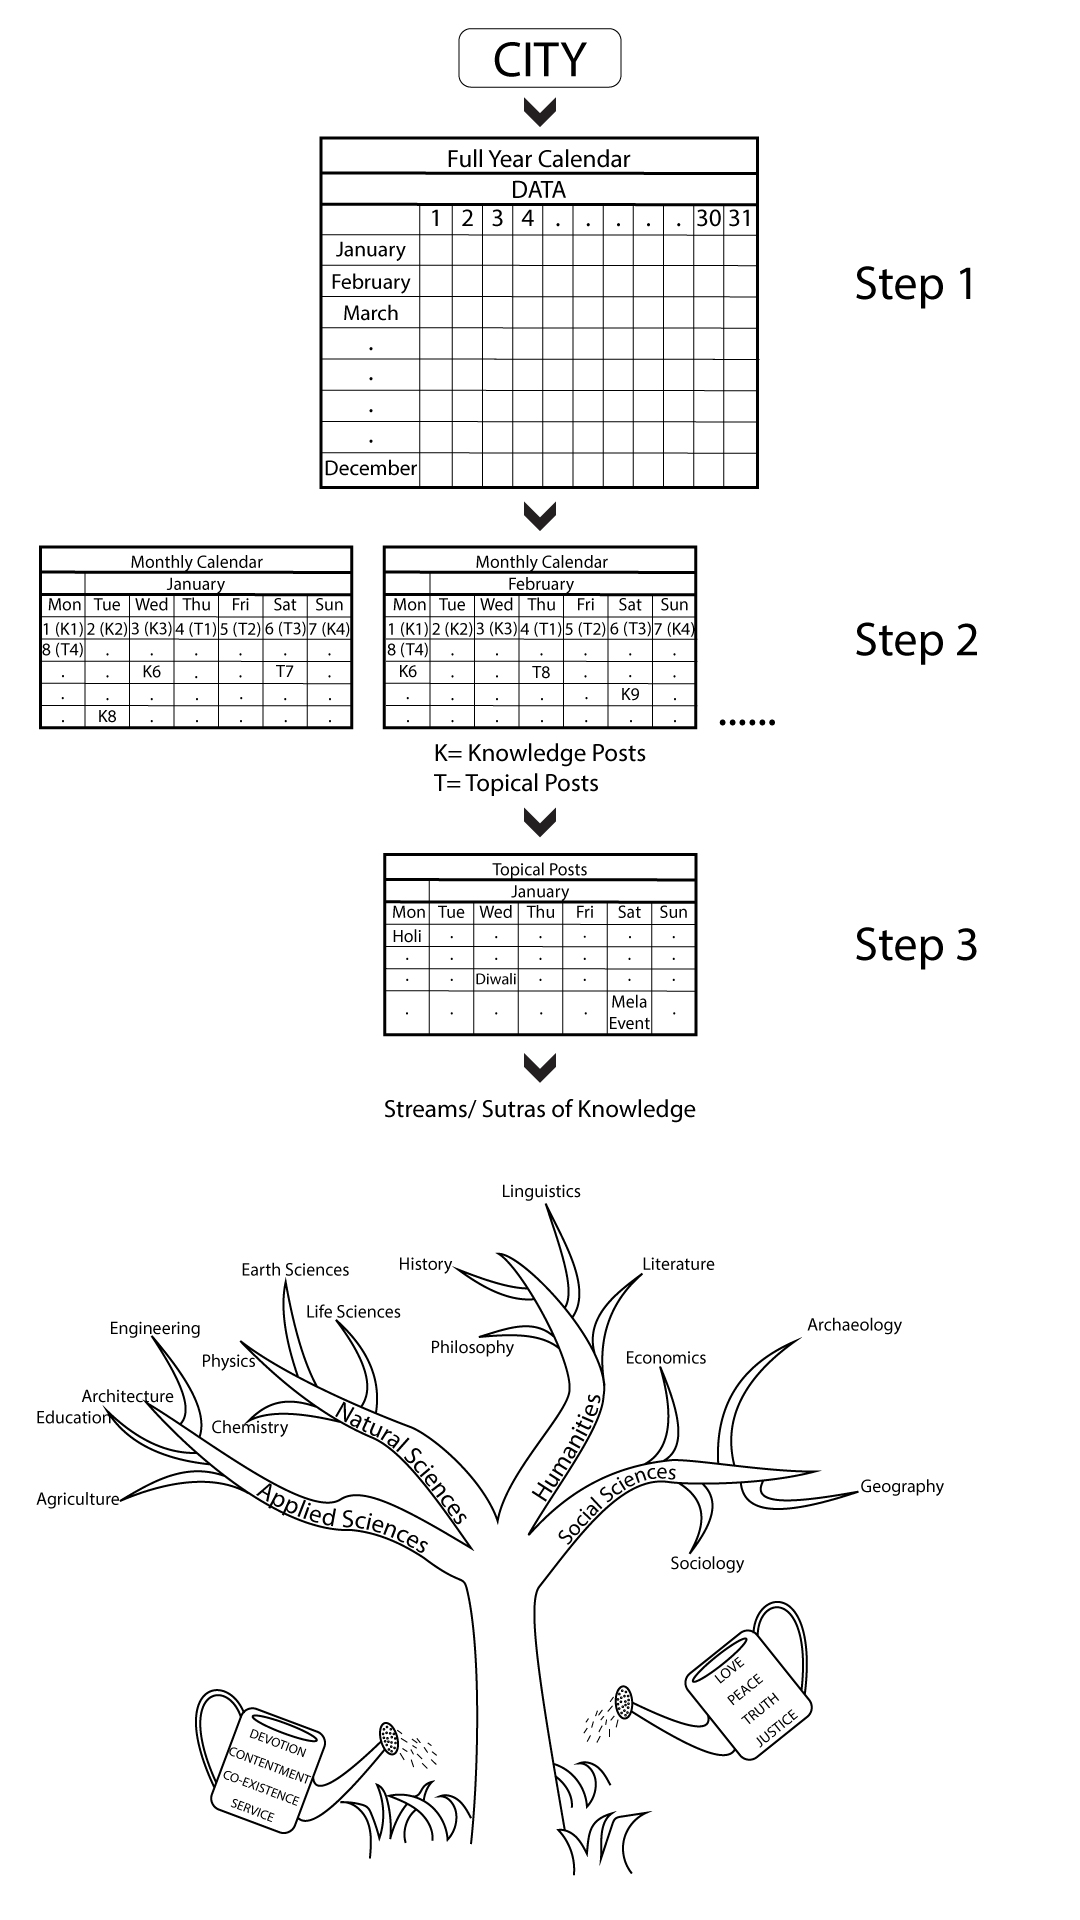 CITY
Full Year Calendar
DATA
1 2 3 4 . . . . . 30 31
January
February
March
.
.
.
.
December
Step 1
Monthly Calendar
January
Mon Tue Wed Thu Fri Sat Sun
1 (K1) 2 (K2) 3 (K3) 4 (T1) 5 (T2) 6 (T3) 7 (K4)
8 (T4) . . . . . .
. . K6 . . T7 .
. . . . . . .
. K8 . . . . .
Monthly Calendar
February
Mon Tue Wed Thu Fri Sat Sun
1 (K1) 2 (K2) 3 (K3) 4 (T1) 5 (T2) 6 (T3) 7 (K4)
8 (T4) . . . . . .
K6 . . T8 . . .
. . . . . K9 .
. . . . . . .
......
Step 2
K= Knowledge Posts
T= Topical Posts
Topical Posts
January
Mon Tue Wed Thu Fri Sat Sun
Holi . . . . . .
. . . . . . .
. . Diwali . . . .
. . . . . Mela Event .
Step 3
Streams/ Sutras of Knowledge
Linguistics
History
Literature
Philosophy
Humanities
Earth Sciences
Life Sciences
Physics
Chemistry
Natural Sciences
Engineering
Architecture
Education
Agriculture
Applied Sciences
Economics
Archaeology
Geography
Sociology
Social Sciences
LOVE
PEACE
TRUTH
JUSTICE
DEVOTION
CONTENTMENT
CO-EXISTENCE
SERVICE